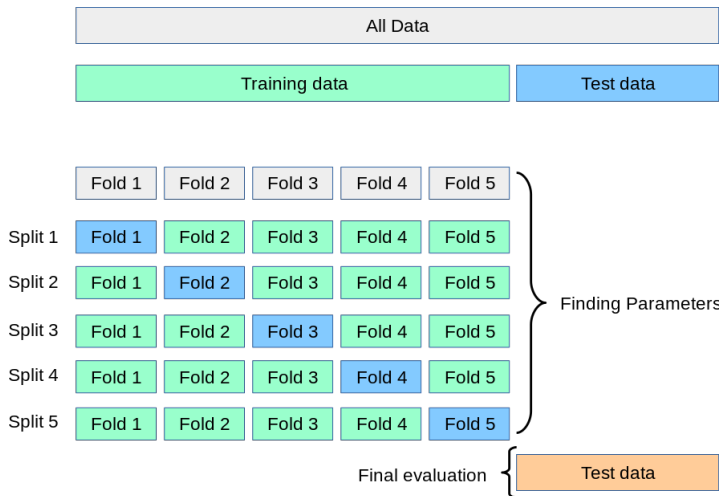 All Data
Training data Test data
Fold 1 Fold 2 Fold 3 Fold 4 Fold 5
Split 1 Fold 1 Fold 2 Fold 3 Fold 4 Fold 5
Split 2 Fold 1 Fold 2 Fold 3 Fold 4 Fold 5
Finding Parameters
Split 3 Fold 1 Fold 2 Fold 3 Fold 4 Fold 5
Split 4 Fold 1 Fold 2 Fold 3 Fold 4 Fold 5
Split 5 Fold 1 Fold 2 Fold 3 Fold 4 Fold 5
Final evaluation Test data